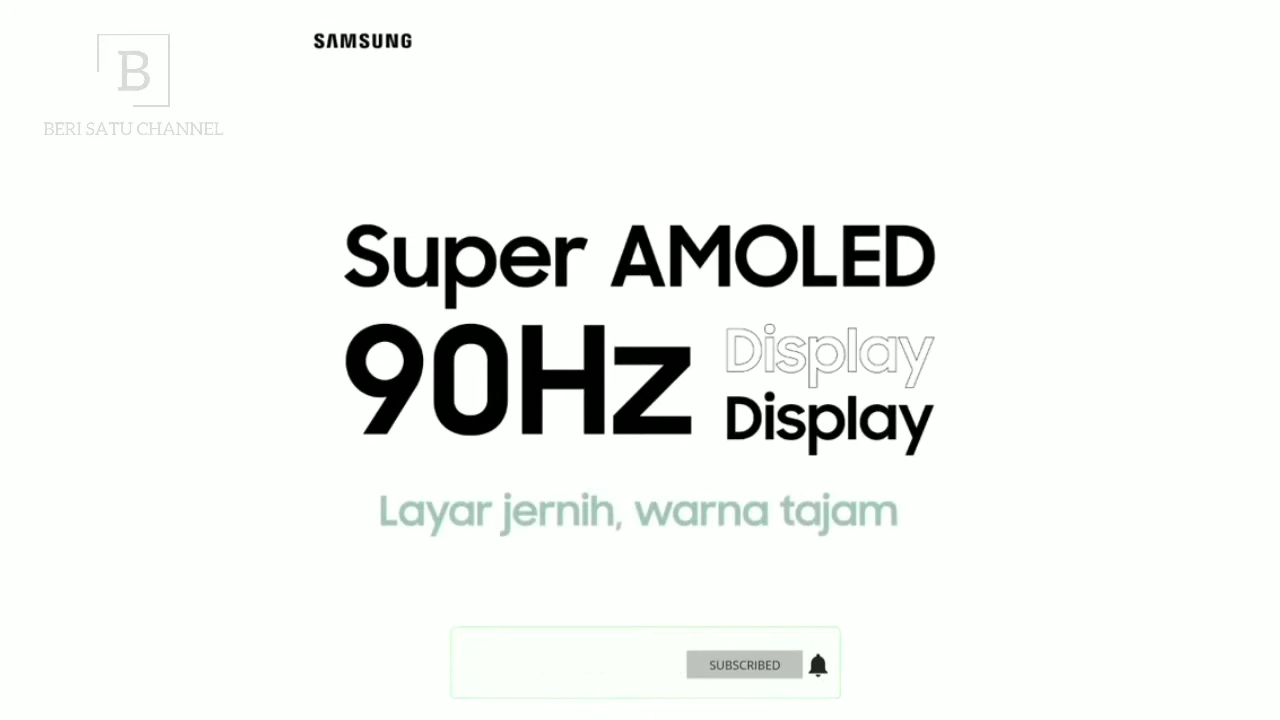 SAMSUNG
B
BERI SATU CHANNEL
Super AMOLED
90Hz Display
Display
Layar jernih, warna tajam
SUBSCRIBED